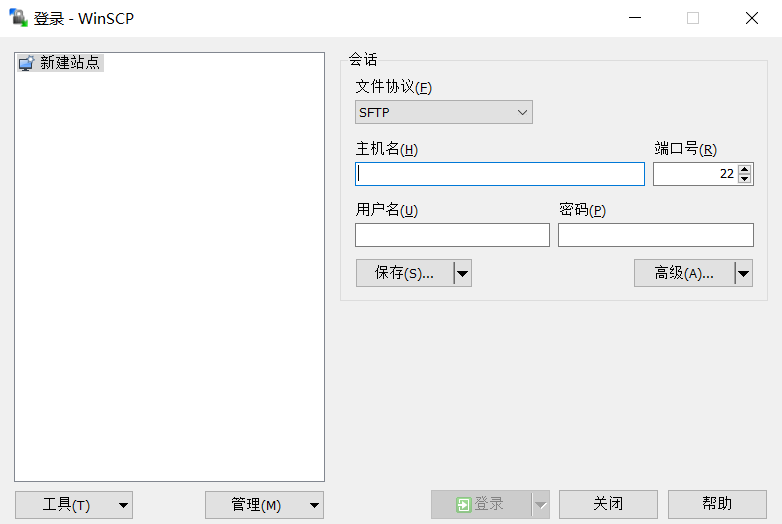 登录 - WinSCP
新建站点
会话
文件协议(F)
SFTP
主机名(H) 端口号(R)
22
用户名(U) 密码(P)
保存(S)... 高级(A)...
工具(T) 管理(M) 登录 关闭 帮助